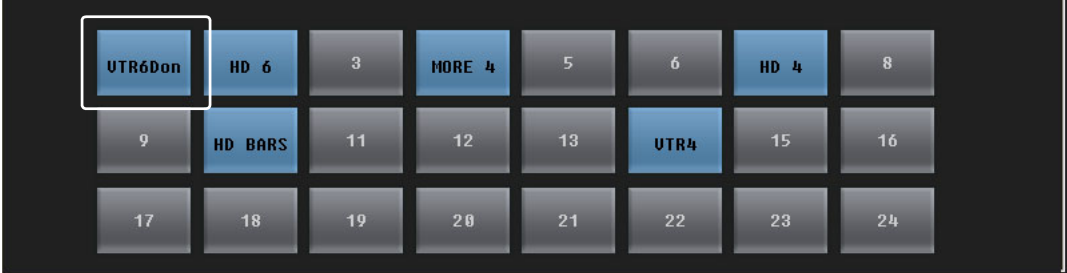 VTR6Don HD 6 3 MORE 4 5 6 HD 4 8
9 HD BARS 11 12 13 VTR4 15 16
17 18 19 20 21 22 23 24